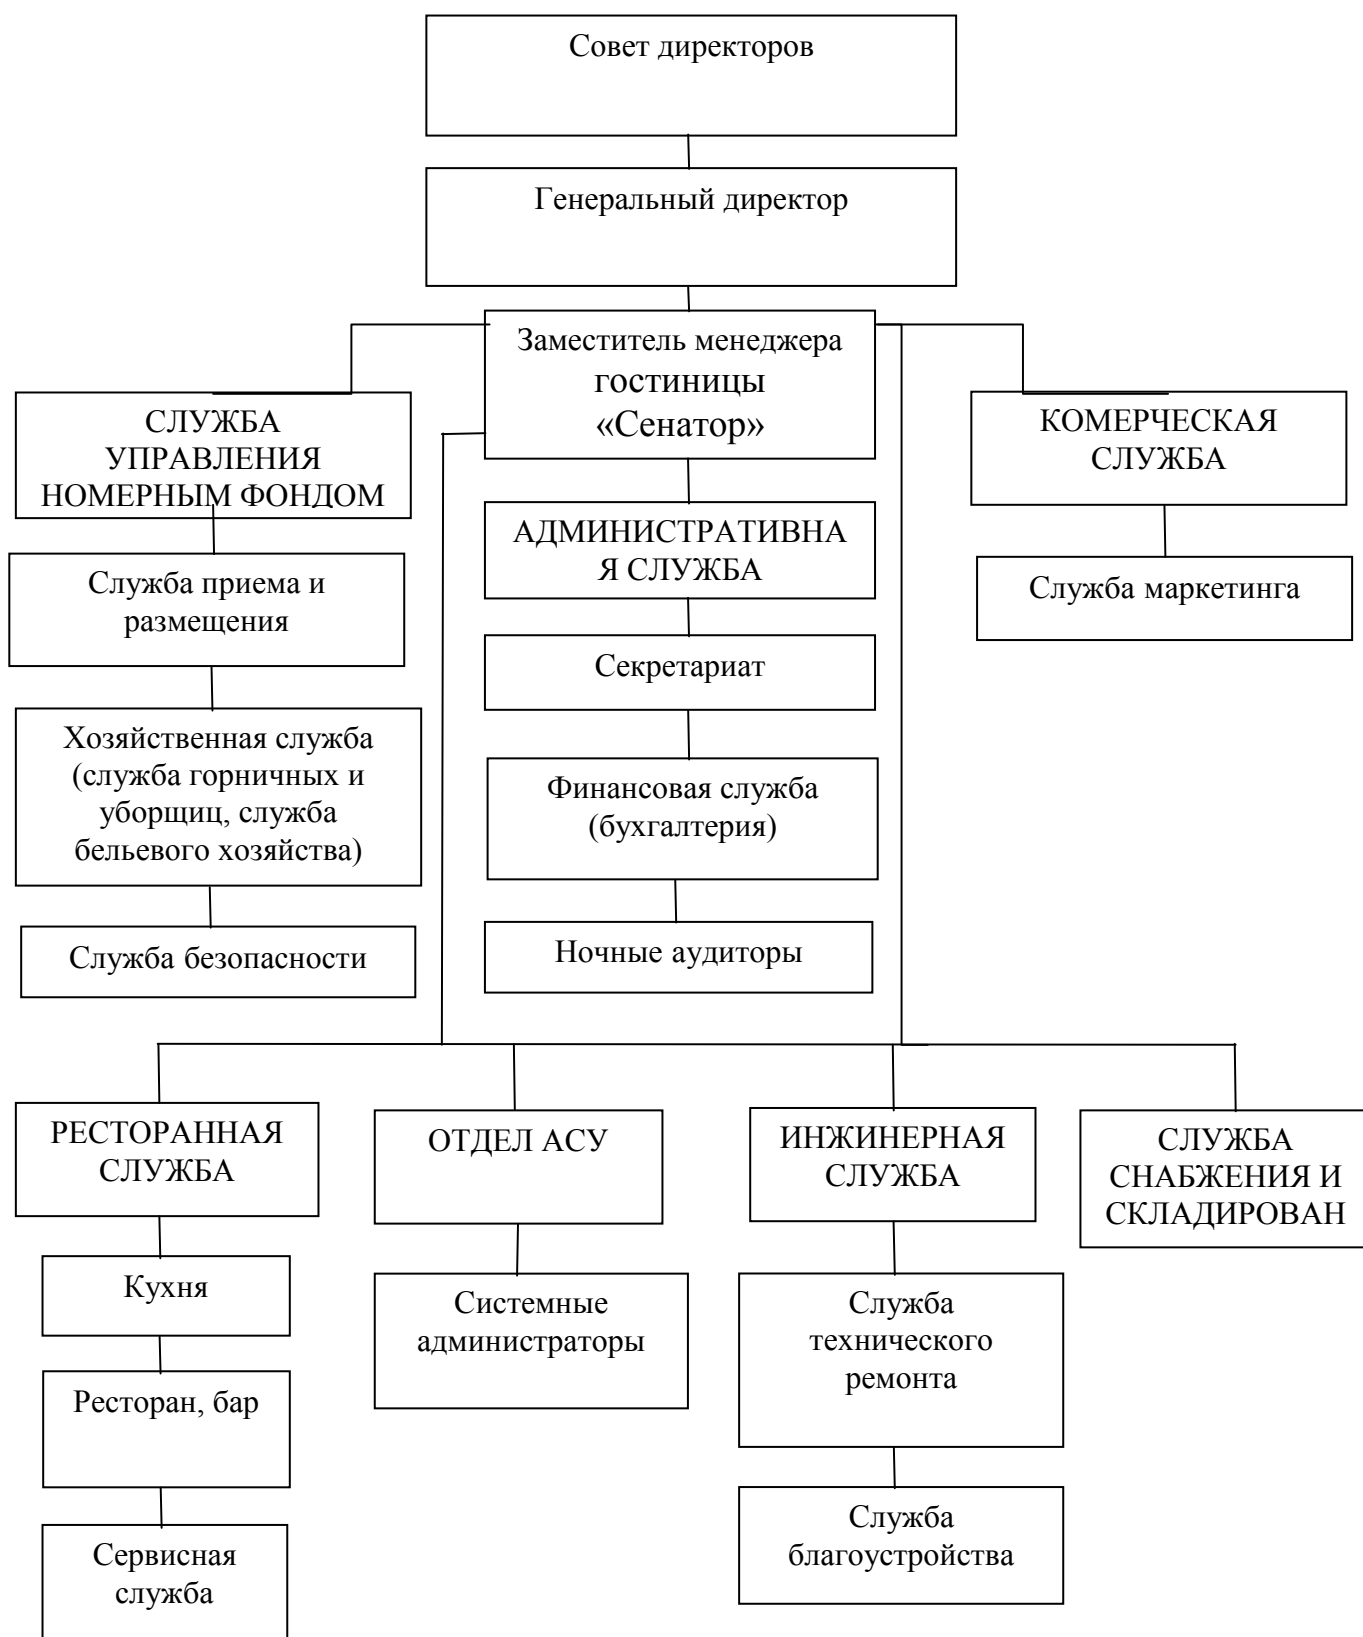 Совет директоров
Генеральный директор
Заместитель менеджера
гостиницы
«Сенатор»
СЛУЖБА
УПРАВЛЕНИЯ
НОМЕРНЫМ ФОНДОМ
КОМЕРЧЕСКАЯ
СЛУЖБА
АДМИНИСТРАТИВНА
Я СЛУЖБА
Служба приема и
размещения
Служба маркетинга
Секретариат
Хозяйственная служба
(служба горничных и
уборщиц, служба
бельевого хозяйства)
Финансовая служба
(бухгалтерия)
Служба безопасности
Ночные аудиторы
РЕСТОРАННАЯ
СЛУЖБА
ОТДЕЛ АСУ
ИНЖИНЕРНАЯ
СЛУЖБА
СЛУЖБА
СНАБЖЕНИЯ И
СКЛАДИРОВАН
Кухня
Системные
администраторы
Служба
технического
ремонта
Ресторан, бар
Служба
благоустройства
Сервисная
служба